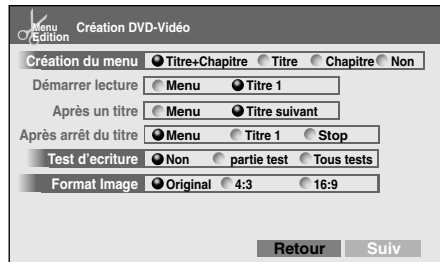 Menu Création DVD-Vidéo
Édition
Création du menu Titre+Chapitre Titre Chapitre Non
Démarrer lecture Menu Titre 1
Après un titre Menu Titre suivant
Après arrêt du titre Menu Titre 1 Stop
Test d'ecriture Non partie test Tous tests
Format Image Original 4:3 16:9
Retour Suiv